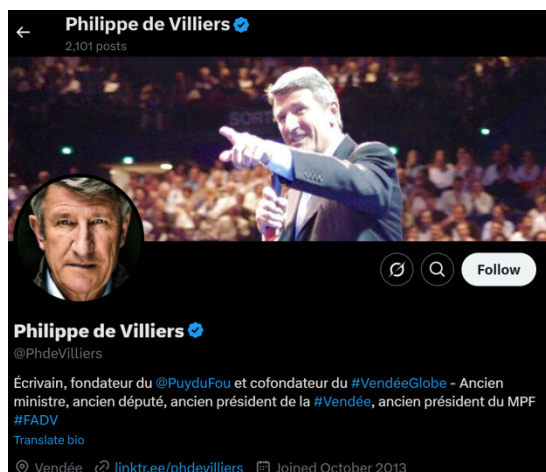 Philippe de Villiers
2,101 posts
SORTIE
Follow
Philippe de Villiers
@PhdeVilliers
Écrivain, fondateur du @PuyduFou et cofondateur du #VendéeGlobe - Ancien
ministre, ancien député, ancien président de la #Vendée, ancien président du MPF
#FADV
Translate bio
Vendée linktr.ee/phdevilliers Joined October 2013